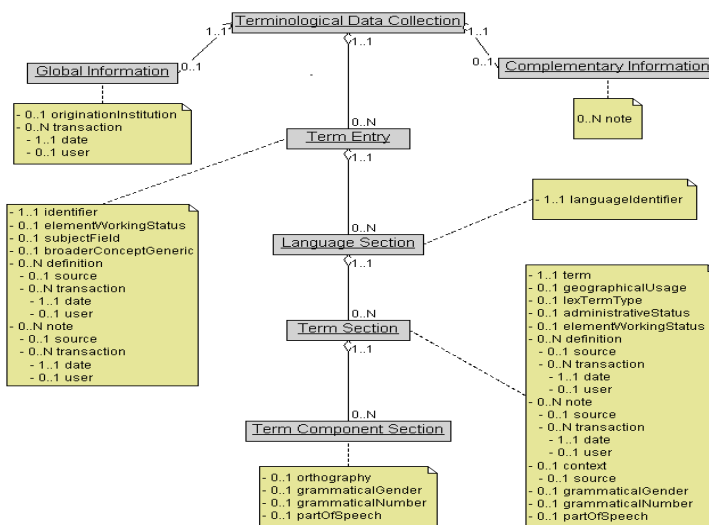 Terminological Data Collection
1..1
1..1
1..1
0..1
0..1
Global Information
Complementary Information
- 0..1 originationInstitution
- 0..N transaction
- 1..1 date
- 0..1 user
0..N note
0..N
Term Entry
1..1
- 1..1 identifier
- 0..1 elementWorkingStatus
- 0..1 subjectField
- 0..1 broaderConceptGeneric
- 0..N definition
- 0..1 source
- 0..N transaction
- 1..1 date
- 0..1 user
- 0..N note
- 0..1 source
- 0..N transaction
- 1..1 date
- 0..1 user
- 1..1 languageIdentifier
0..N
Language Section
1..1
0..N
Term Section
1..1
- 1..1 term
- 0..1 geographicalUsage
- 0..1 lexTermType
- 0..1 administrativeStatus
- 0..1 elementWorkingStatus
- 0..N definition
- 0..1 source
- 0..N transaction
- 1..1 date
- 0..1 user
- 0..N note
- 0..1 source
- 0..N transaction
- 1..1 date
- 0..1 user
- 0..1 context
- 0..1 source
- 0..1 grammaticalGender
- 0..1 grammaticalNumber
- 0..1 partOfSpeech
0..N
Term Component Section
- 0..1 orthography
- 0..1 grammaticalGender
- 0..1 grammaticalNumber
- 0..1 partOfSpeech